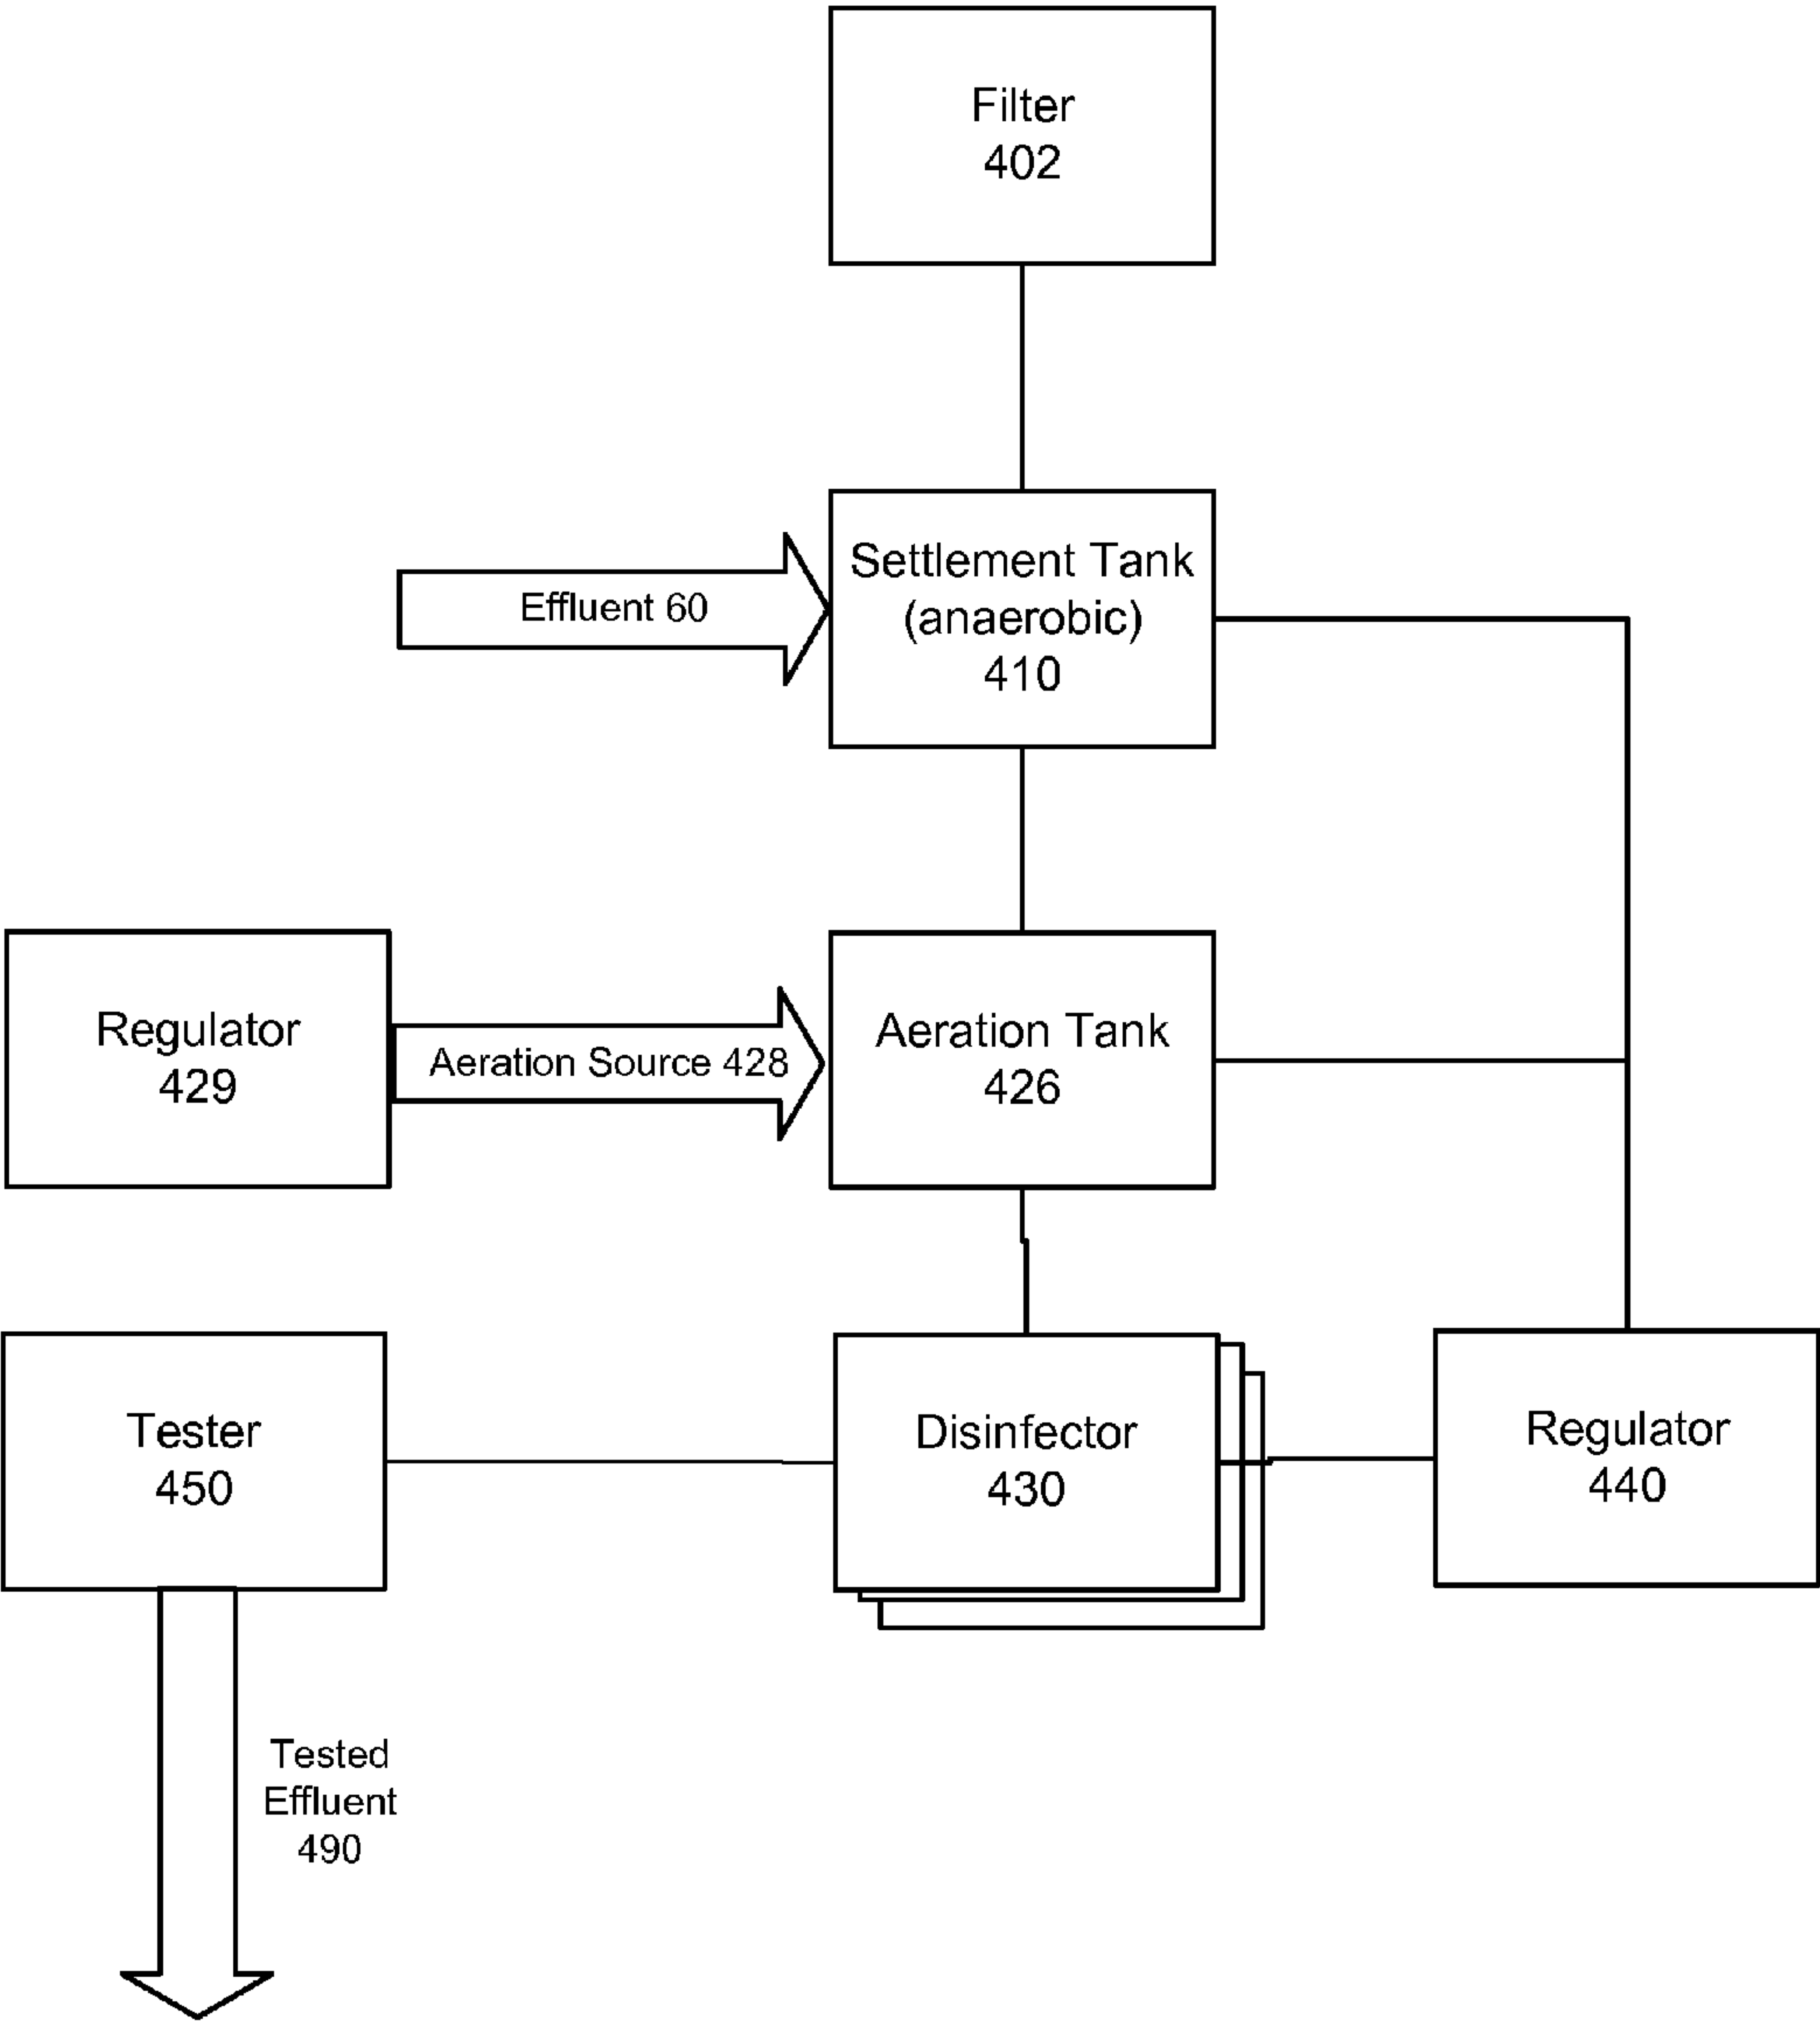 Filter
402
Settlement Tank
(anaerobic)
410
Effluent 60
Regulator
429
Aeration Source 428
Aeration Tank
426
Tester
450
Disinfector
430
Regulator
440
Tested
Effluent
490